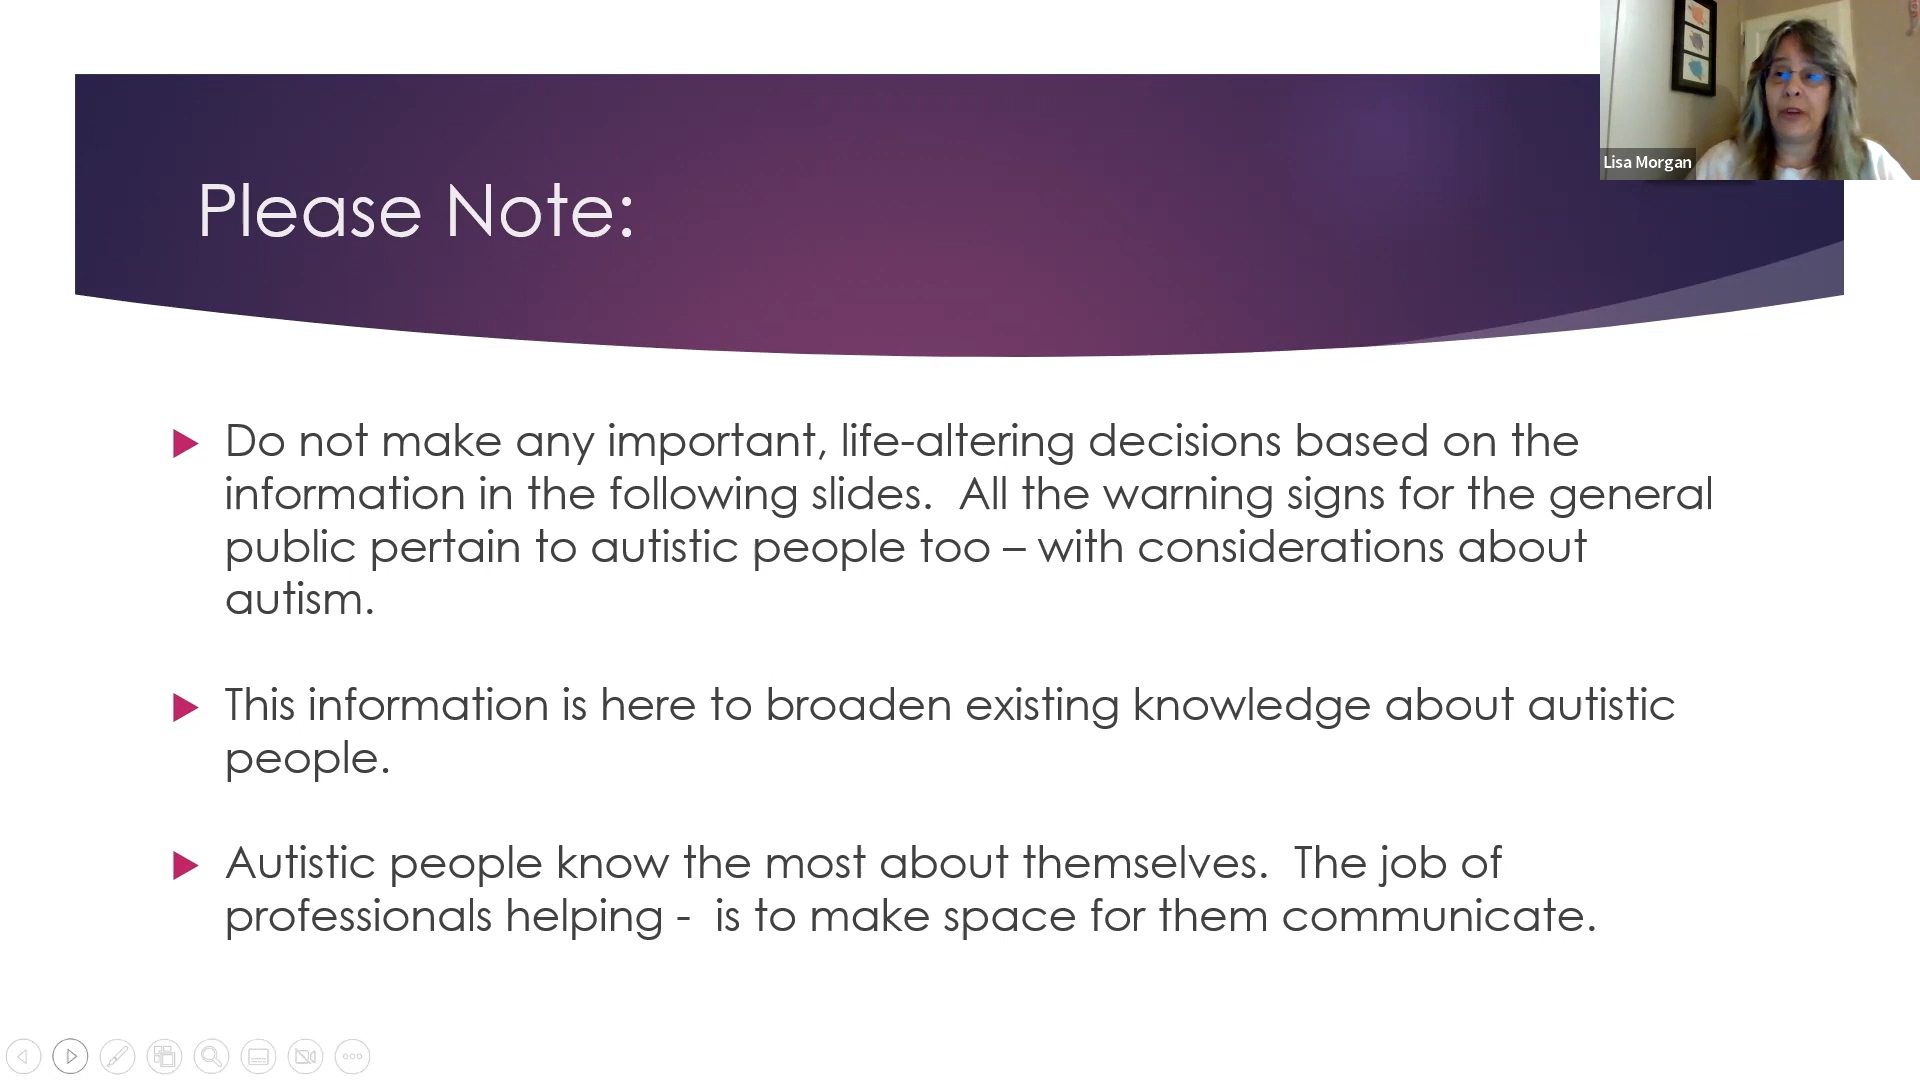 Lisa Morgan
Please Note:
Do not make any important, life-altering decisions based on the
information in the following slides.  All the warning signs for the general
public pertain to autistic people too – with considerations about
autism.
This information is here to broaden existing knowledge about autistic
people.
Autistic people know the most about themselves.  The job of
professionals helping -  is to make space for them communicate.